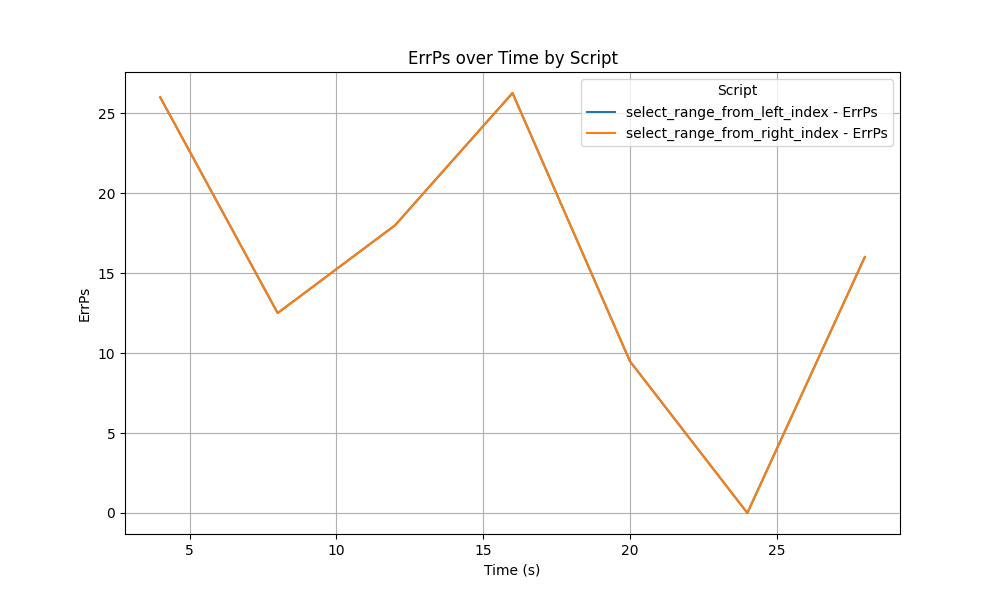 ErrPs over Time by Script
Script
select_range_from_left_index - ErrPs
select_range_from_right_index - ErrPs
25
20
15
10
5
0
ErrPs
5 10 15 20 25
Time (s)